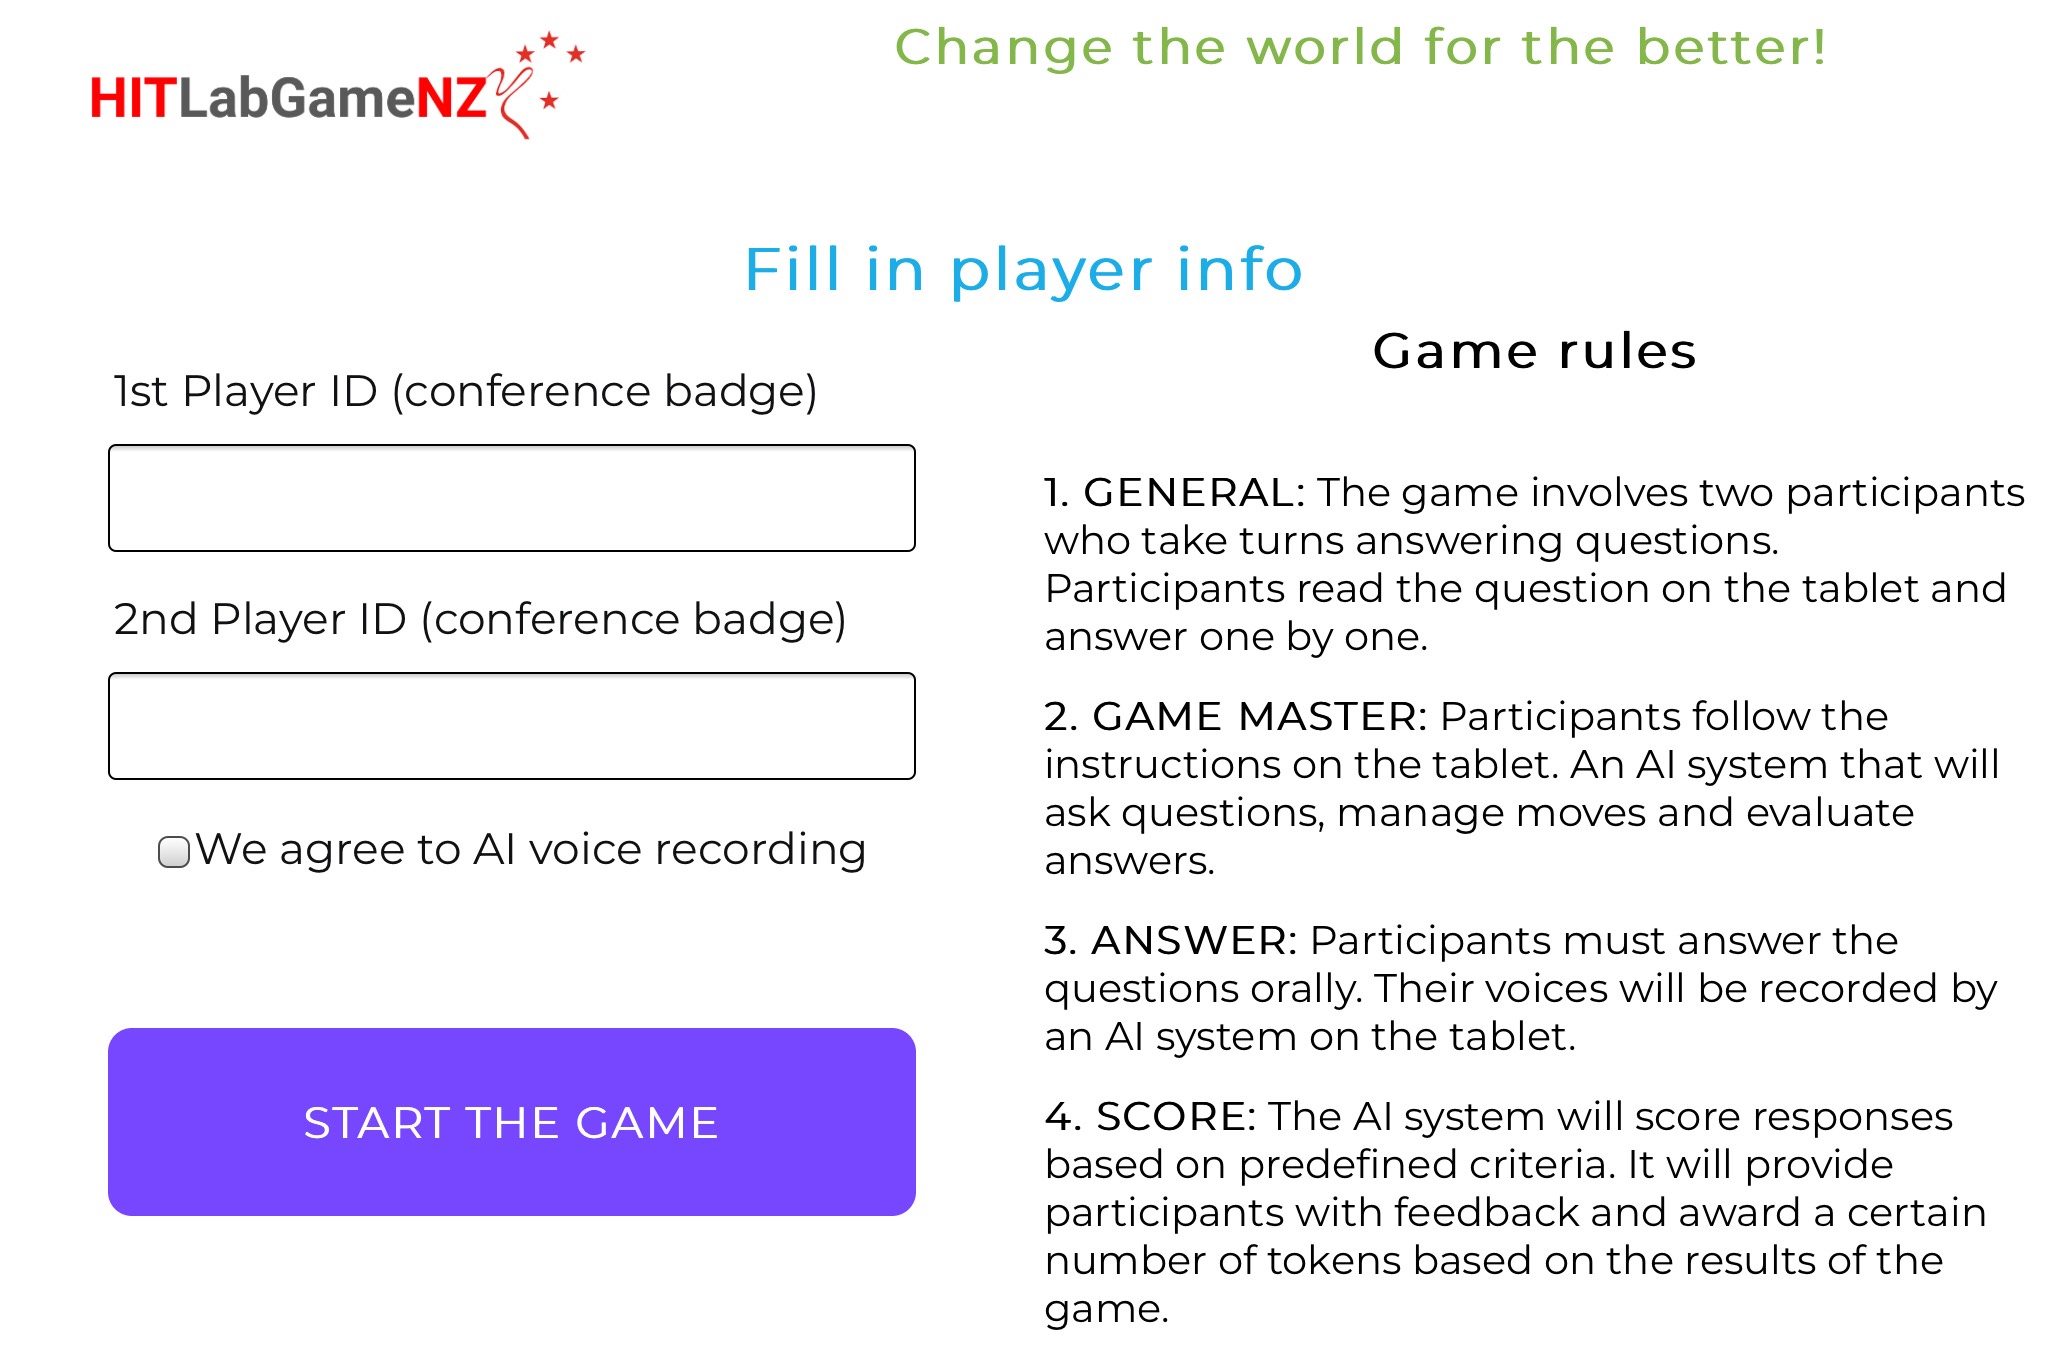 HITLabGameNZ
Change the world for the better!
Fill in player info
1st Player ID (conference badge)
2nd Player ID (conference badge)
We agree to AI voice recording
START THE GAME
Game rules
1. GENERAL: The game involves two participants
who take turns answering questions.
Participants read the question on the tablet and
answer one by one.
2. GAME MASTER: Participants follow the
instructions on the tablet. An AI system that will
ask questions, manage moves and evaluate
answers.
3. ANSWER: Participants must answer the
questions orally. Their voices will be recorded by
an AI system on the tablet.
4. SCORE: The AI system will score responses
based on predefined criteria. It will provide
participants with feedback and award a certain
number of tokens based on the results of the
game.